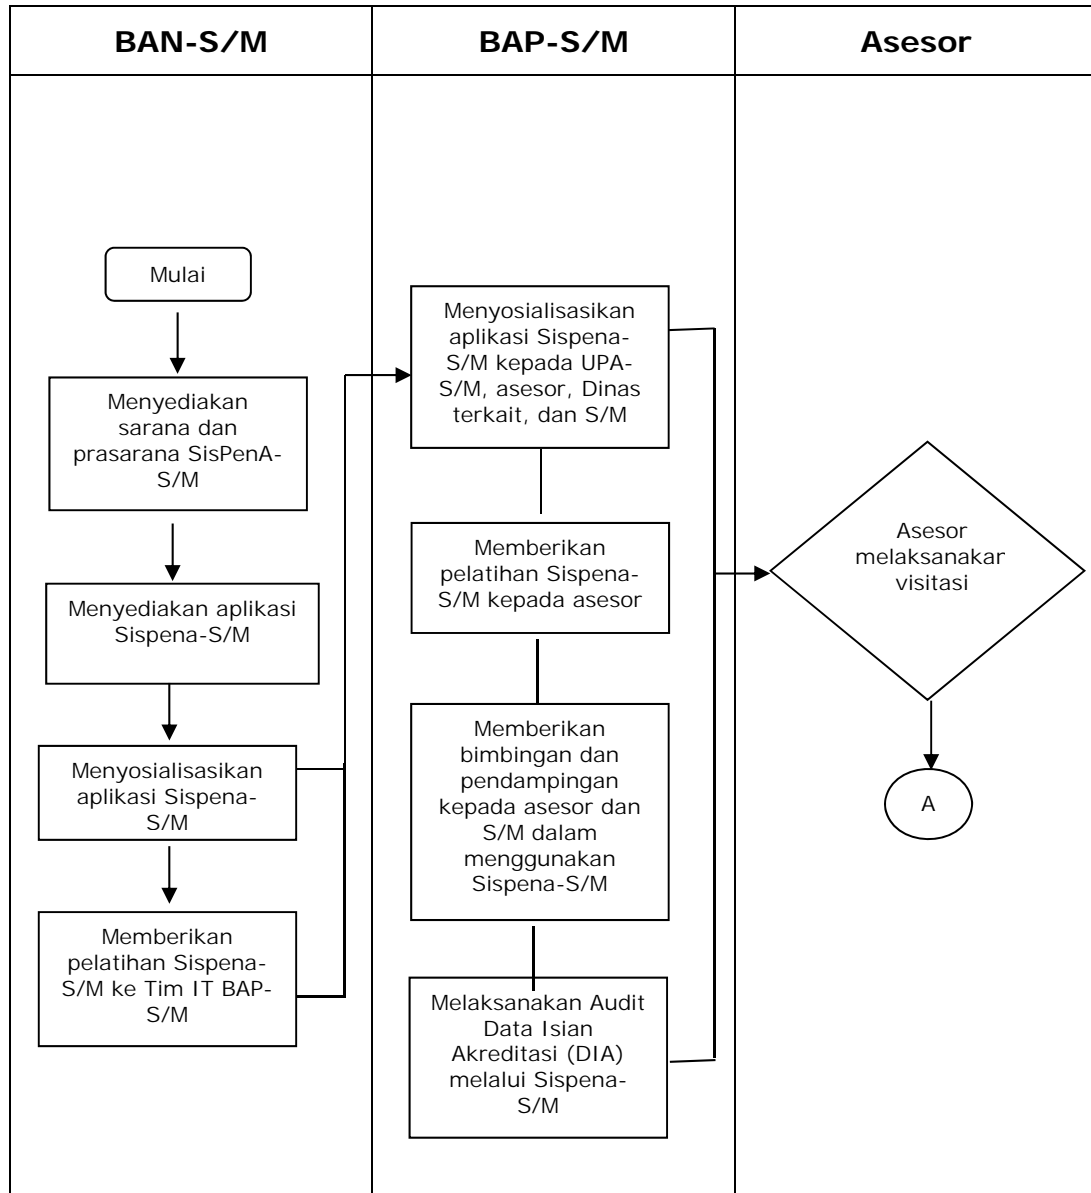 BAN-S/M
BAP-S/M
Asesor
Mulai
Menyediakan
sarana dan
prasarana SisPenA-
S/M
Menyediakan aplikasi
Sispena-S/M
Menyosialisasikan
aplikasi Sispena-
S/M
Memberikan
pelatihan Sispena-
S/M ke Tim IT BAP-
S/M
Menyosialisasikan
aplikasi Sispena-
S/M kepada UPA-
S/M, asesor, Dinas
terkait, dan S/M
Memberikan
pelatihan Sispena-
S/M kepada asesor
Memberikan
bimbingan dan
pendampingan
kepada asesor dan
S/M dalam
menggunakan
Sispena-S/M
Melaksanakan Audit
Data Isian
Akreditasi (DIA)
melalui Sispena-
S/M
Asesor
melaksanakan
visitasi
A